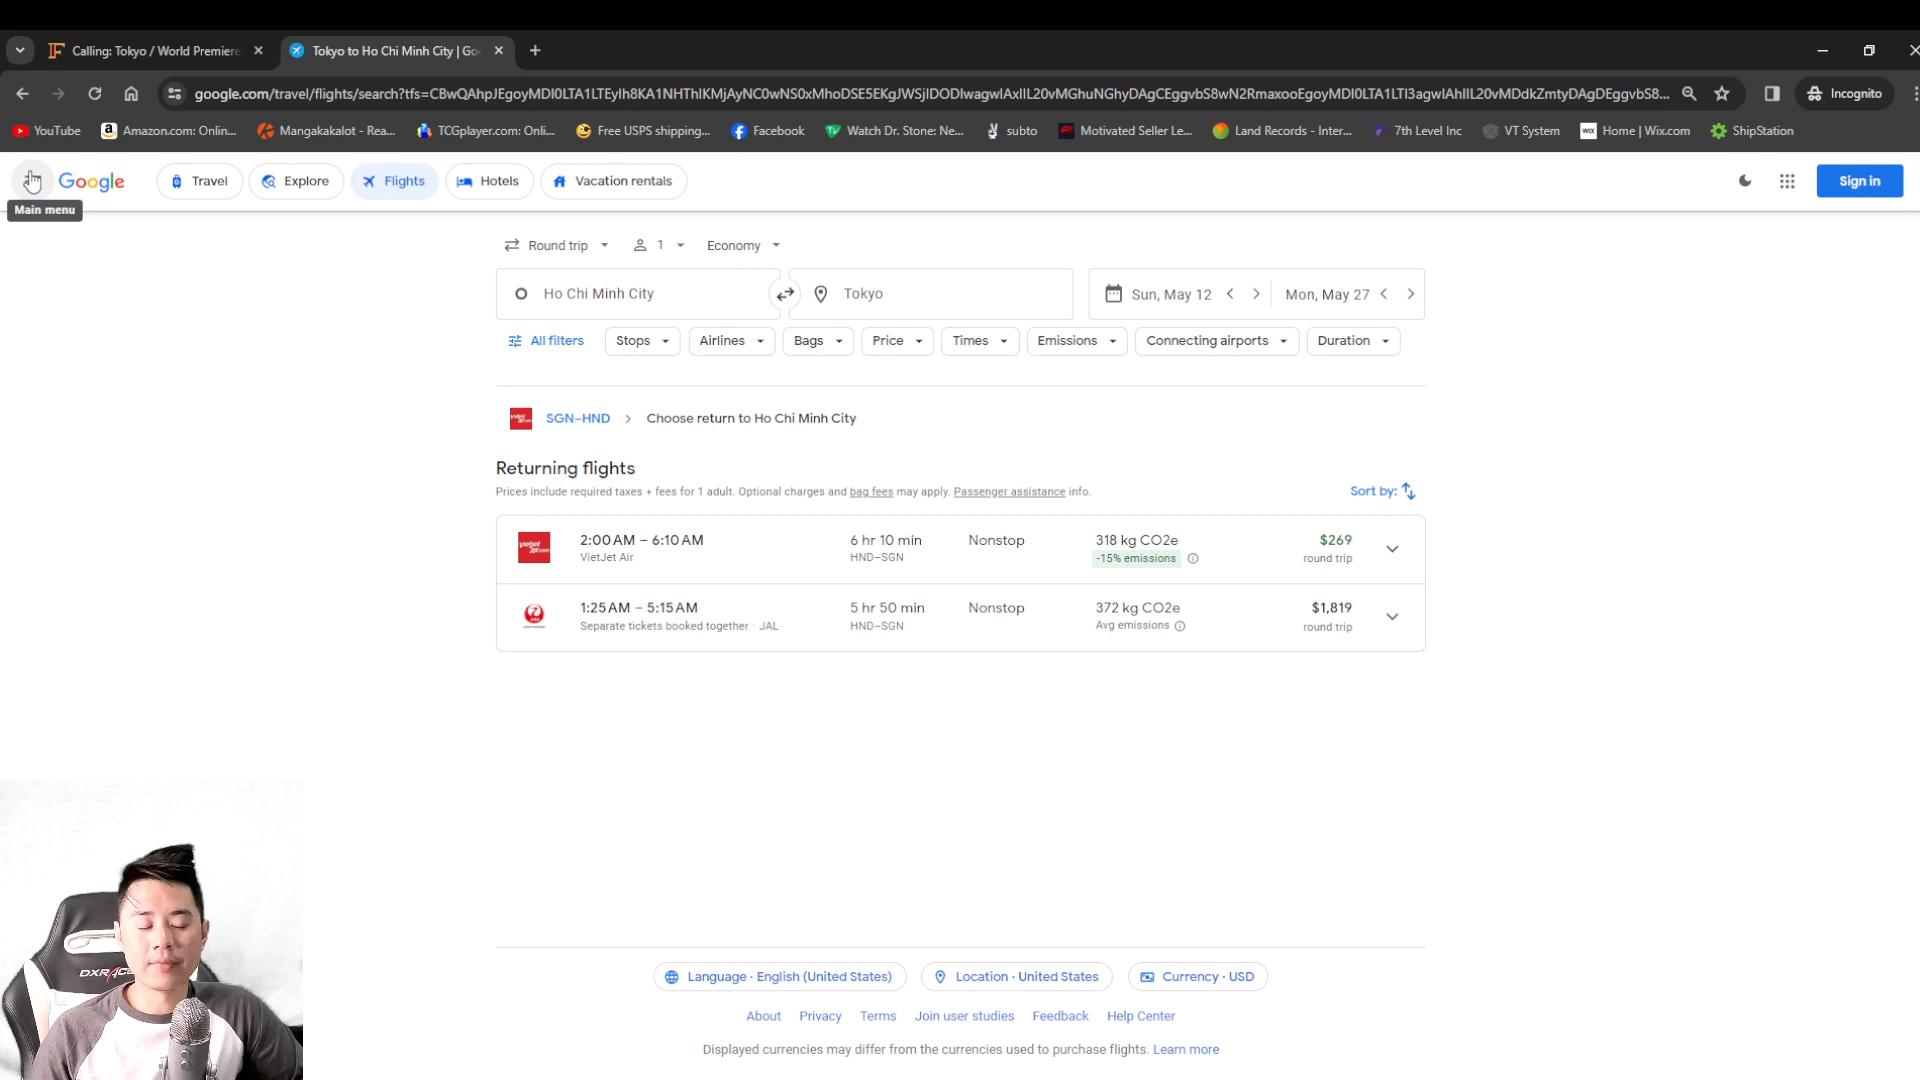 Calling: Tokyo / World Premiere
Tokyo to Ho Chi Minh City | Go
google.com/travel/flights/search?tfs=CBwQAhpJEgoyMDI0LTA1LTEyIh8KA1NHThIKMjAyNC0wNS0xMhoDSE5EKgJWSjIDODIwagwIAxIIL20vMGhuNGhyDAgCEggvbS8wN2RmaxooEgoyMDI0LTA1LTI3agwIAhIIL20vMDdkZmtyDAgDEggvbS8...
Incognito
YouTube
Amazon.com: Onlin...
Mangakakalot - Rea...
TCGplayer.com: Onli...
Free USPS shipping...
Facebook
Watch Dr. Stone: Ne...
subto
Motivated Seller Le...
Land Records - Inter...
7th Level Inc
VT System
Home | Wix.com
ShipStation
Google
Travel
Explore
Flights
Hotels
Vacation rentals
Sign in
Main menu
Round trip
1
Economy
Ho Chi Minh City
Tokyo
Sun, May 12
Mon, May 27
All filters
Stops
Airlines
Bags
Price
Times
Emissions
Connecting airports
Duration
SGN–HND
Choose return to Ho Chi Minh City
Returning flights
Prices include required taxes + fees for 1 adult. Optional charges and bag fees may apply. Passenger assistance info.
Sort by:
2:00 AM – 6:10 AM
VietJet Air
6 hr 10 min
HND–SGN
Nonstop
318 kg CO2e
-15% emissions
$269
round trip
1:25 AM – 5:15 AM
Separate tickets booked together · JAL
5 hr 50 min
HND–SGN
Nonstop
372 kg CO2e
Avg emissions
$1,819
round trip
DXRAC
Language · English (United States)
Location · United States
Currency · USD
About
Privacy
Terms
Join user studies
Feedback
Help Center
Displayed currencies may differ from the currencies used to purchase flights. Learn more